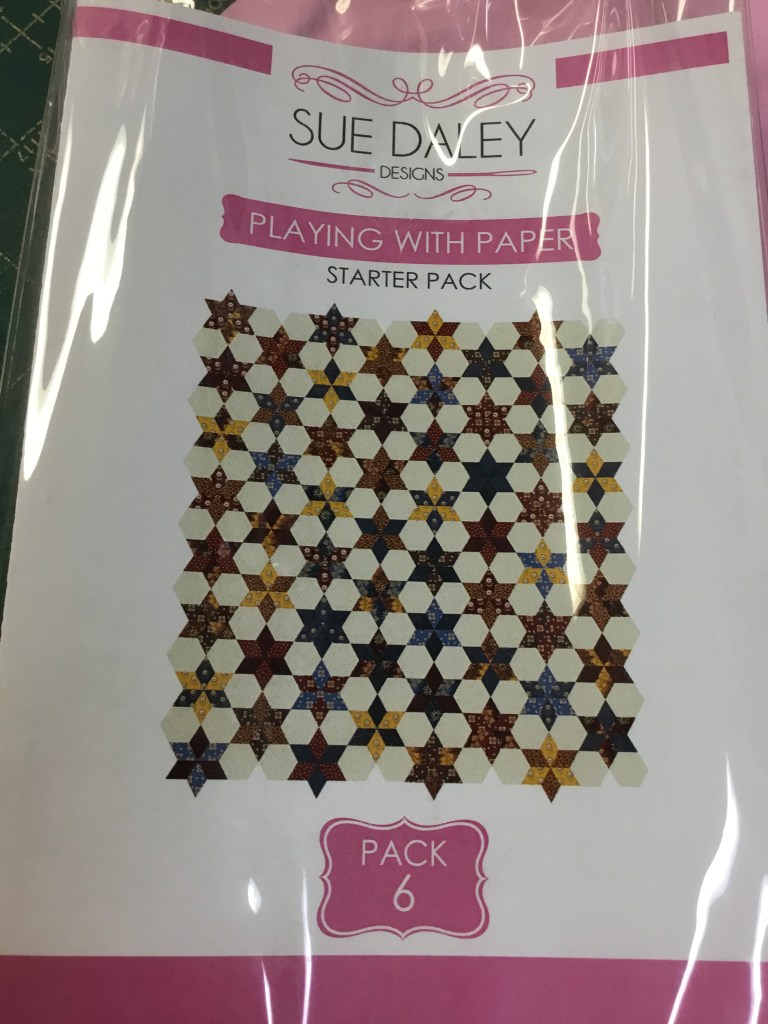 SUE DALEY
DESIGNS
PLAYING WITH PAPER
STARTER PACK
PACK
6